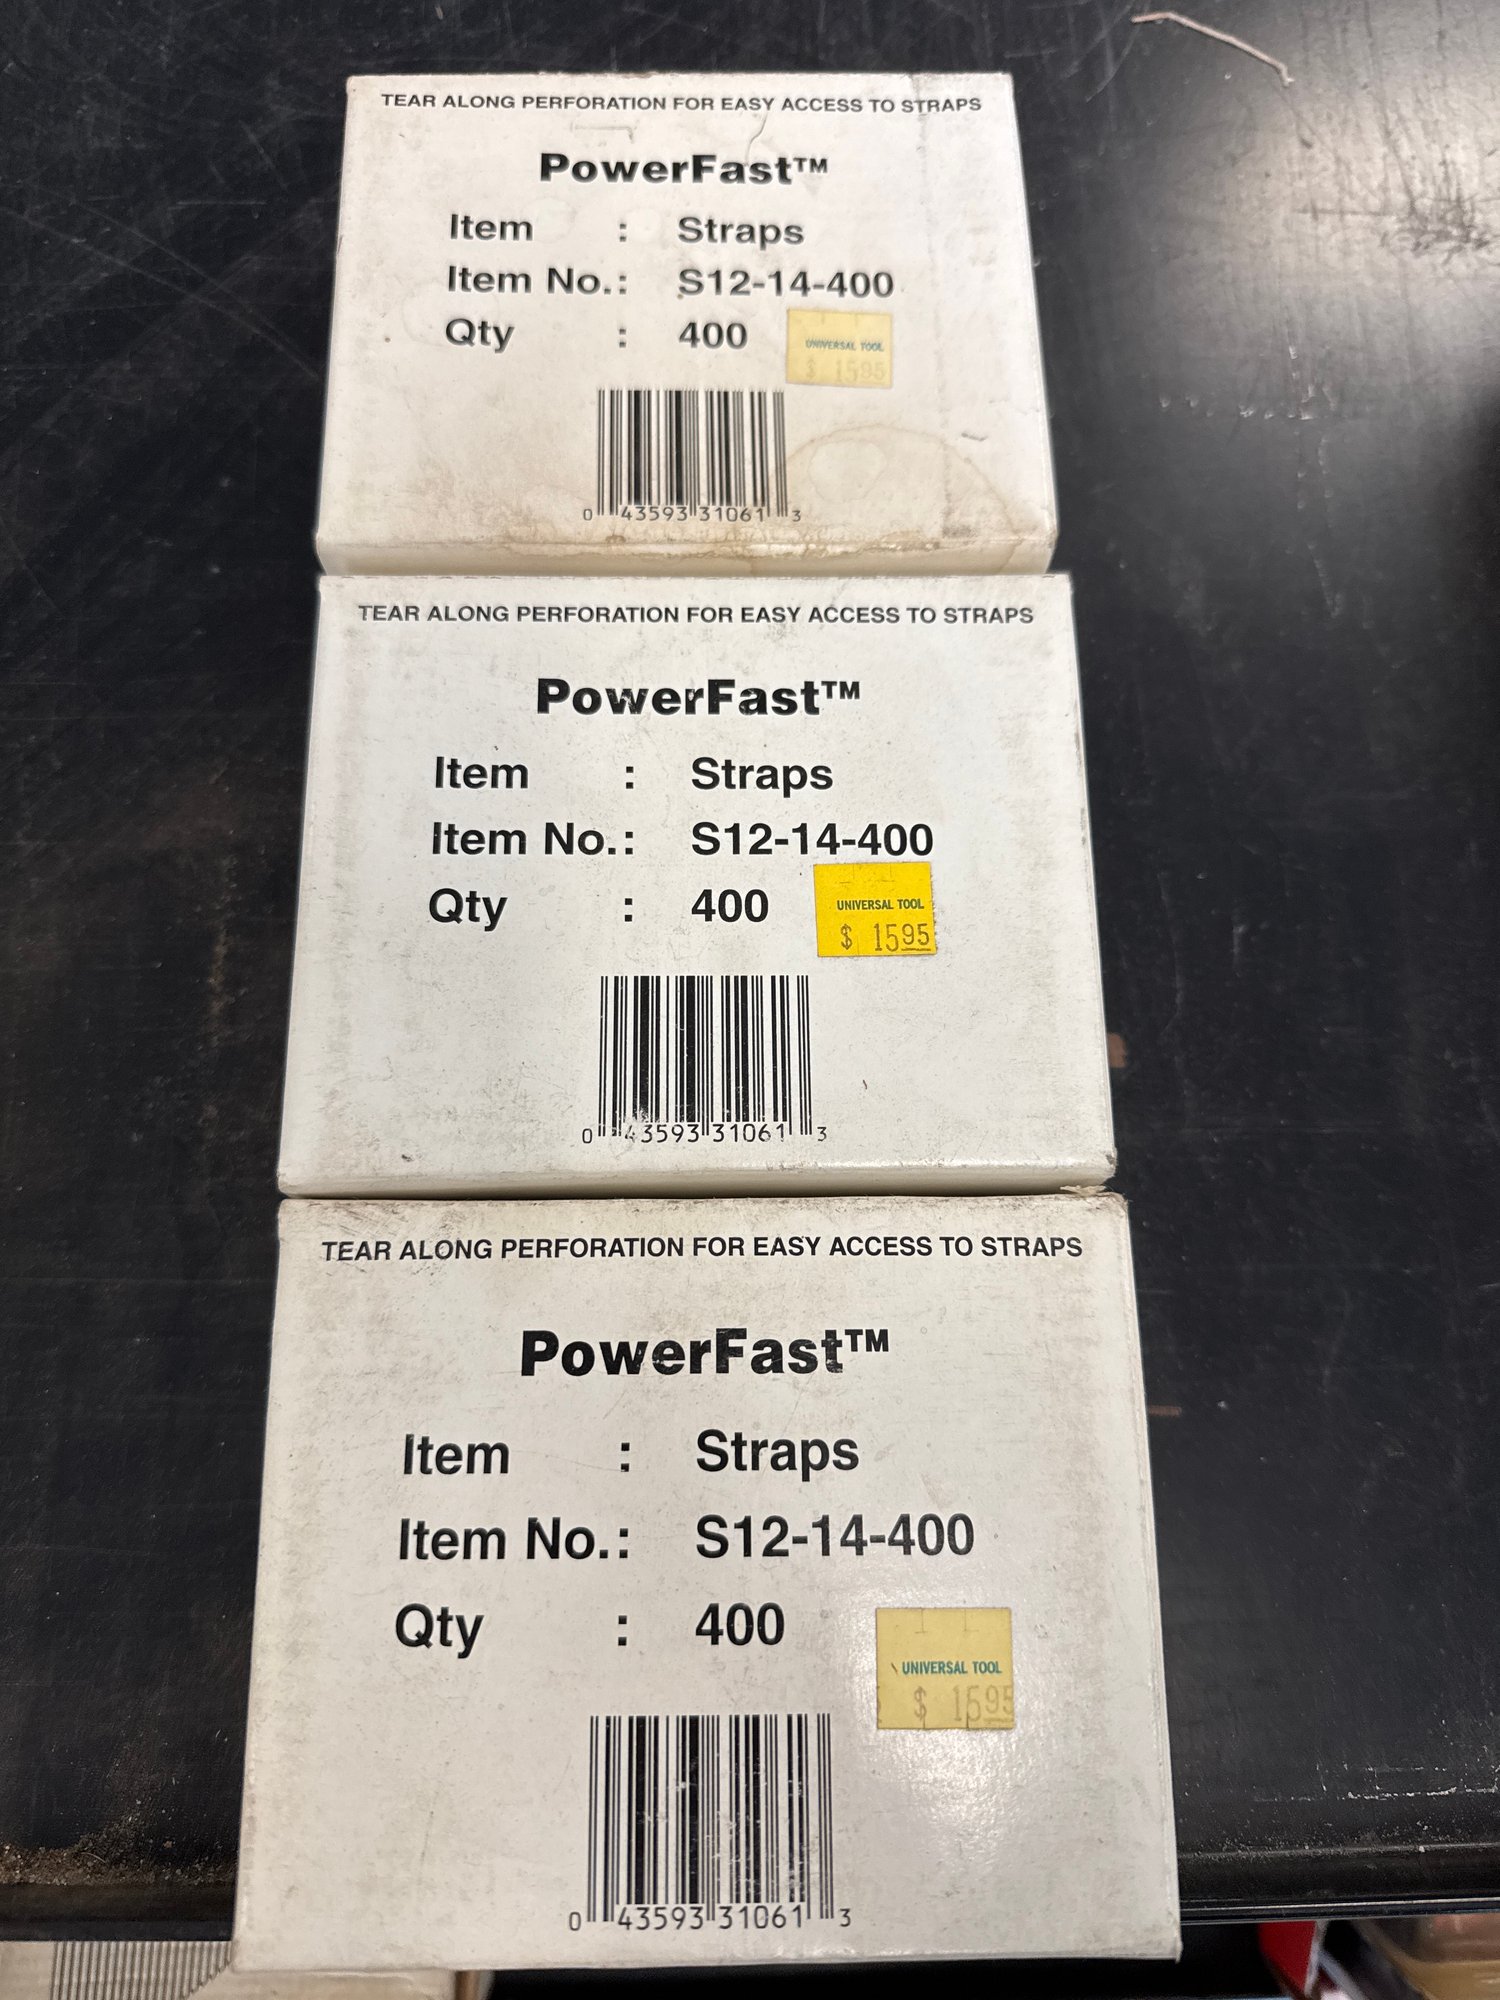 TEAR ALONG PERFORATION FOR EASY ACCESS TO STRAPS
PowerFast™
Item : Straps
Item No.: S12-14-400
Qty : 400
UNIVERSAL TOOL
$ 1595
0 43593 31061 3
TEAR ALONG PERFORATION FOR EASY ACCESS TO STRAPS
PowerFast™
Item : Straps
Item No.: S12-14-400
Qty : 400
UNIVERSAL TOOL
$ 1595
0 43593 31061 3
TEAR ALONG PERFORATION FOR EASY ACCESS TO STRAPS
PowerFast™
Item : Straps
Item No.: S12-14-400
Qty : 400
UNIVERSAL TOOL
$ 1595
0 43593 31061 3